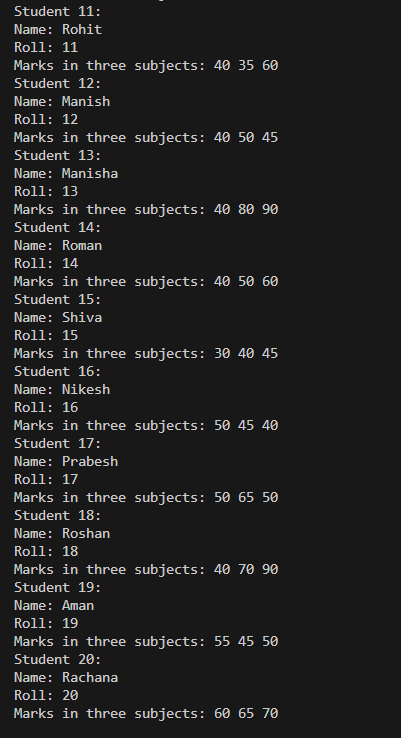 Student 11:
Name: Rohit
Roll: 11
Marks in three subjects: 40 35 60
Student 12:
Name: Manish
Roll: 12
Marks in three subjects: 40 50 45
Student 13:
Name: Manisha
Roll: 13
Marks in three subjects: 40 80 90
Student 14:
Name: Roman
Roll: 14
Marks in three subjects: 40 50 60
Student 15:
Name: Shiva
Roll: 15
Marks in three subjects: 30 40 45
Student 16:
Name: Nikesh
Roll: 16
Marks in three subjects: 50 45 40
Student 17:
Name: Prabesh
Roll: 17
Marks in three subjects: 50 65 50
Student 18:
Name: Roshan
Roll: 18
Marks in three subjects: 40 70 90
Student 19:
Name: Aman
Roll: 19
Marks in three subjects: 55 45 50
Student 20:
Name: Rachana
Roll: 20
Marks in three subjects: 60 65 70